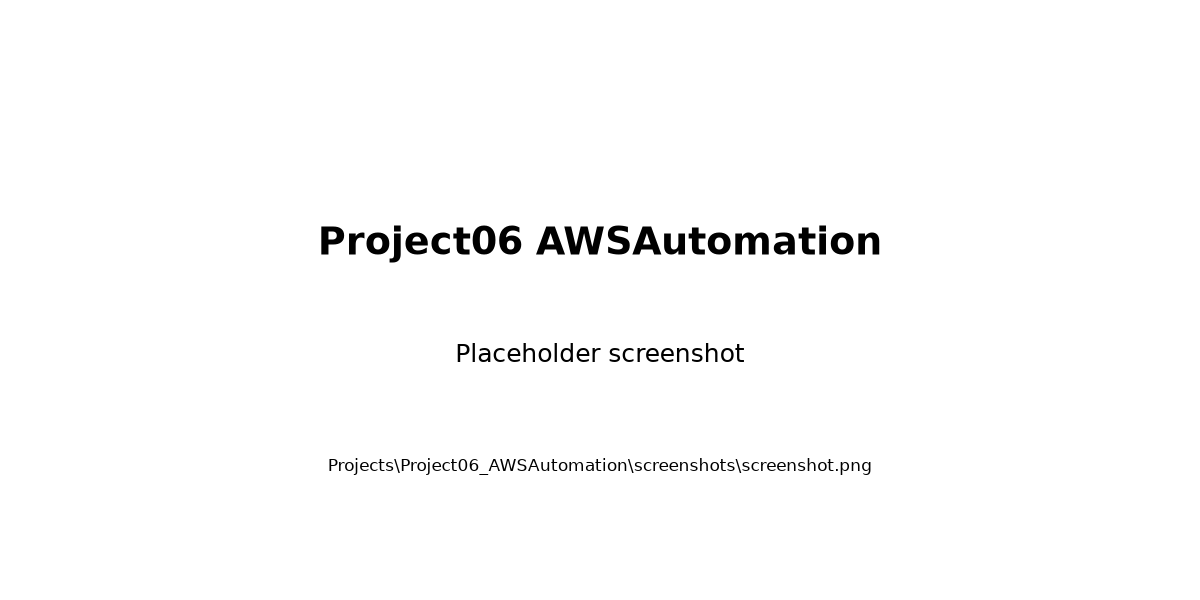 Project06 AWSAutomation
Placeholder screenshot
Projects\Project06_AWSAutomation\screenshots\screenshot.png